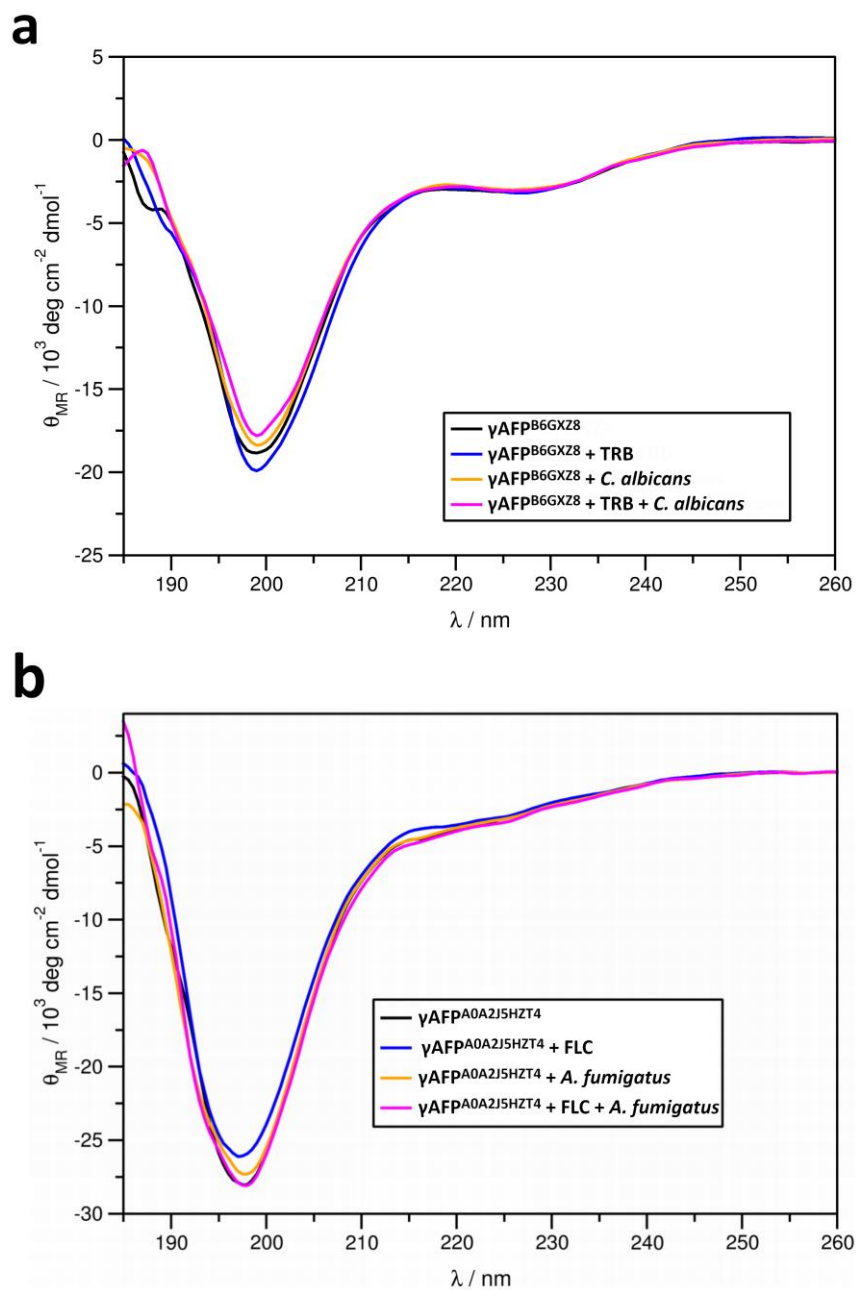 a
5
0
-5
-10
-15
-20
-25
θMR / 10³ deg cm⁻² dmol⁻¹
γAFPᴮ⁶ᴳˣᶻ⁸
γAFPᴮ⁶ᴳˣᶻ⁸ + TRB
γAFPᴮ⁶ᴳˣᶻ⁸ + C. albicans
γAFPᴮ⁶ᴳˣᶻ⁸ + TRB + C. albicans
190 200 210 220 230 240 250 260
λ / nm
b
0
-5
-10
-15
-20
-25
-30
θMR / 10³ deg cm⁻² dmol⁻¹
γAFPA0A2J5HZT4
γAFPA0A2J5HZT4 + FLC
γAFPA0A2J5HZT4 + A. fumigatus
γAFPA0A2J5HZT4 + FLC + A. fumigatus
190 200 210 220 230 240 250 260
λ / nm